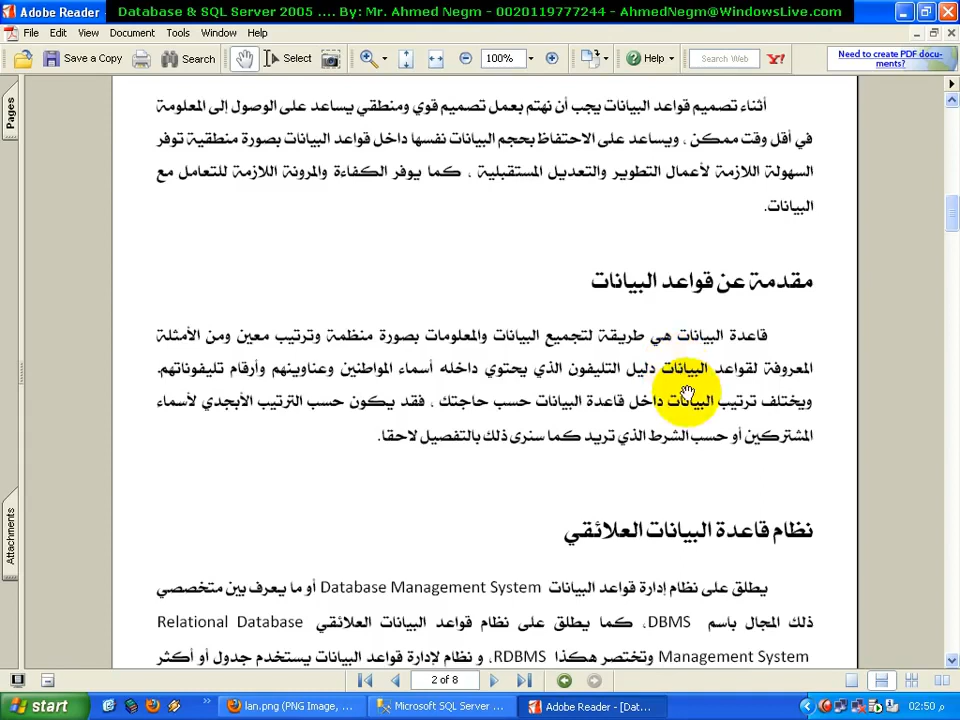 Adobe Reader
Database & SQL Server 2005 .... By: Mr. Ahmed Negm - 0020119777244 - AhmedNegm@WindowsLive.com
File Edit View Document Tools Window Help
Save a Copy Search Select 100% Help Search Web Need to create PDF docu-
ments?
Pages
أثناء تصميم قواعد البيانات يجب أن نهتم بعمل تصميم قوي ومنطقي يساعد على الوصول إلى المعلومة
في أقل وقت ممكن ، ويساعد على الاحتفاظ بحجم البيانات نفسها داخل قواعد البيانات بصورة منطقية توفر
السهولة اللازمة لأعمال التطوير والتعديل المستقبلية ، كما يوفر الكفاءة والمرونة اللازمة للتعامل مع
البيانات.
مقدمة عن قواعد البيانات
قاعدة البيانات هي طريقة لتجميع البيانات والمعلومات بصورة منظمة وترتيب معين ومن الأمثلة
المعروفة لقواعد البيانات دليل التليفون الذي يحتوي داخله أسماء المواطنين وعناوينهم وأرقام تليفوناتهم.
ويختلف ترتيب البيانات داخل قاعدة البيانات حسب حاجتك ، فقد يكون حسب الترتيب الأبجدي لأسماء
المشتركين أو حسب الشرط الذي تريد كما سنرى ذلك بالتفصيل لاحقا.
Attachments
نظام قاعدة البيانات العلائقي
يطلق على نظام إدارة قواعد البيانات Database Management System أو ما يعرف بين متخصصي
ذلك المجال باسم DBMS، كما يطلق على نظام قواعد البيانات العلائقي Relational Database
Management System وتختصر هكذا RDBMS، و نظام لإدارة قواعد البيانات يستخدم جدول أو أكثر
2 of 8
start lan.png (PNG Image, ... Microsoft SQL Server ... Adobe Reader - [Dat... 02:50 م